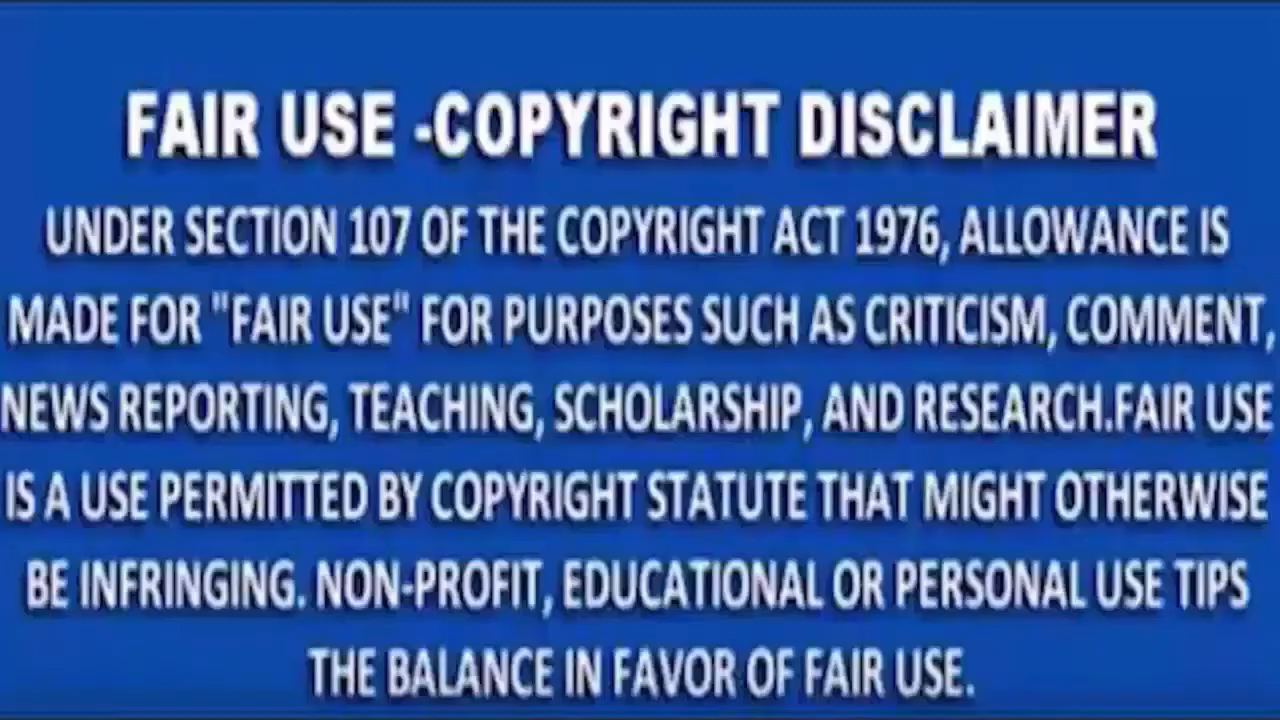 FAIR USE -COPYRIGHT DISCLAIMER
UNDER SECTION 107 OF THE COPYRIGHT ACT 1976, ALLOWANCE IS
MADE FOR "FAIR USE" FOR PURPOSES SUCH AS CRITICISM, COMMENT,
NEWS REPORTING, TEACHING, SCHOLARSHIP, AND RESEARCH.FAIR USE
IS A USE PERMITTED BY COPYRIGHT STATUTE THAT MIGHT OTHERWISE
BE INFRINGING. NON-PROFIT, EDUCATIONAL OR PERSONAL USE TIPS
THE BALANCE IN FAVOR OF FAIR USE.